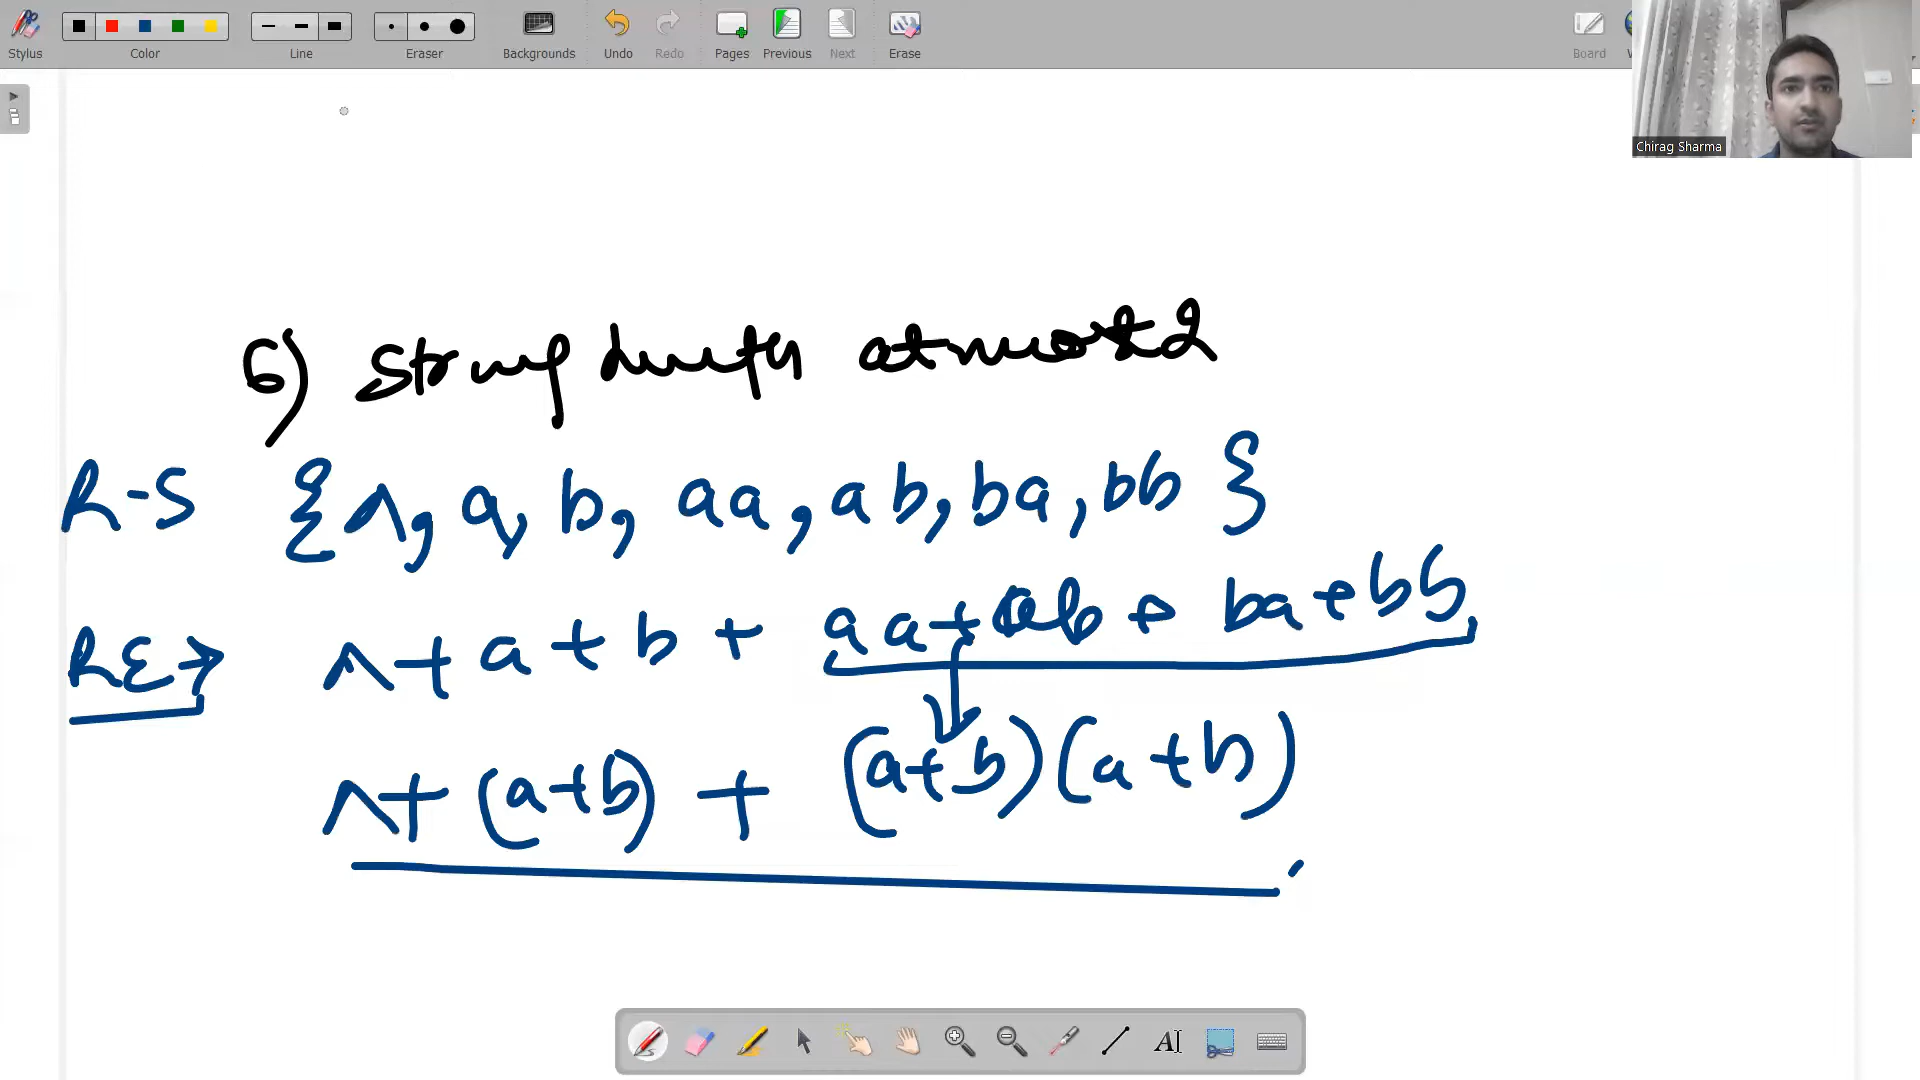 Stylus Color Line Eraser Backgrounds Undo Redo Pages Previous Next Erase Board
Chirag Sharma
6) String length atmost 2
R-S {^, a, b, aa, ab, ba, bb }
RE→ ^+ a + b + aa+ab + ba+bb
^+ (a+b) + (a+b)(a+b)